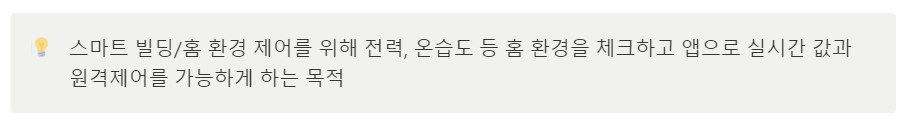 스마트 빌딩/홈 환경 제어를 위해 전력, 온습도 등 홈 환경을 체크하고 앱으로 실시간 값과
원격제어를 가능하게 하는 목적